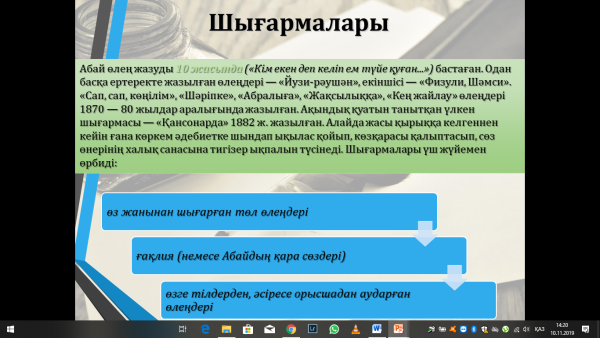 Шығармалары
Абай өлең жазуды 10 жасында («Кім екен деп келіп ем түйе қуған...») бастаған. Одан
басқа ертеректе жазылған өлеңдері — «Йузи-рәушән», екіншісі — «Физули, Шәмси».
«Сап, сап, көңілім», «Шәріпке», «Абралыға», «Жақсылыққа», «Кең жайлау» өлеңдері
1870 — 80 жылдар аралығында жазылған. Ақындық қуатын танытқан үлкен
шығармасы — «Қансонарда» 1882 ж. жазылған. Алайда жасы қырыққа келгеннен
кейін ғана көркем әдебиетке шындап ықылас қойып, көзқарасы қалыптасып, сөз
өнерінің халық санасына тигізер ықпалын түсінеді. Шығармалары үш жүйемен
өрбиді:
өз жанынан шығарған төл өлеңдері
ғақлия (немесе Абайдың қара сөздері)
өзге тілдерден, әсіресе орысшадан аударған
өлеңдері
ҚАЗ
14:20
10.11.2019